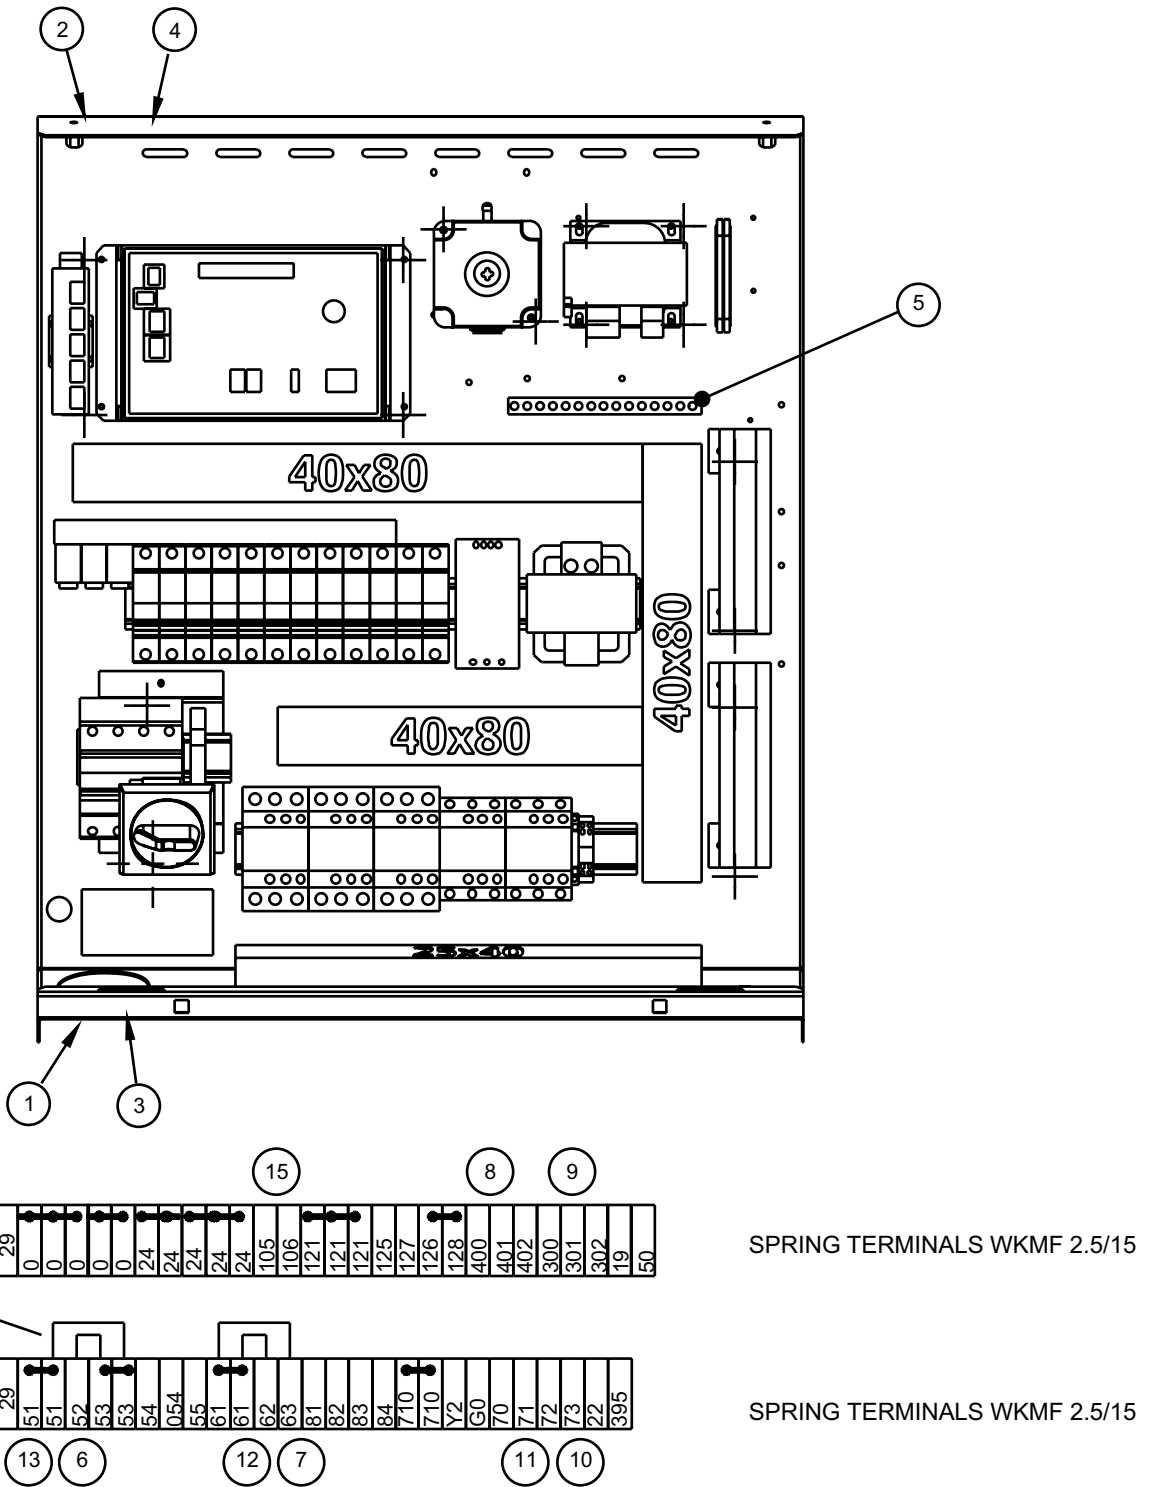 2
4
5
40x80
40x80
40x80
25x40
1
3
15
8
9
29 0 0 0 0 0 24 24 24 24 24 105 106 121 121 121 125 127 126 128 400 401 402 300 301 302 19 50
SPRING TERMINALS WKMF 2.5/15
29 51 51 52 53 53 54 054 55 61 61 62 63 81 82 83 84 710 710 Y2 G0 70 71 72 73 22 395
SPRING TERMINALS WKMF 2.5/15
13
6
12
7
11
10